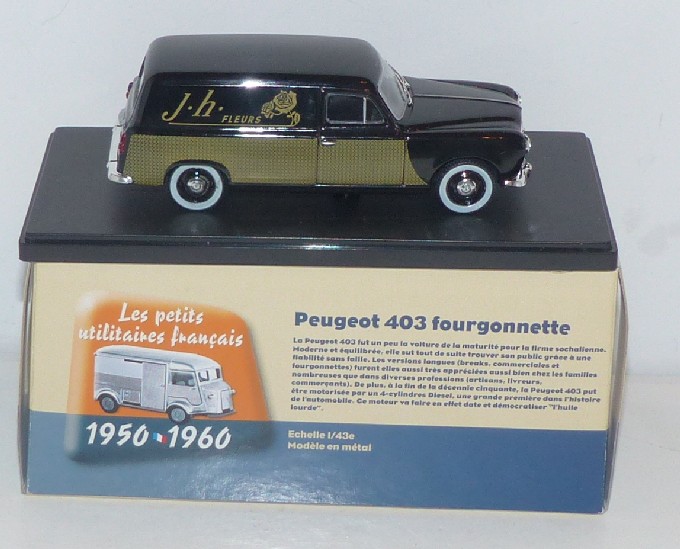 J.h.
FLEURS
Les petits
utilitaires français
1950 1960
Peugeot 403 fourgonnette
La Peugeot 403 fut un peu la voiture de la maturité pour la firme sochalienne.
Moderne et équilibrée, elle sut tout de suite trouver son public grâce à une
fiabilité sans faille. Les versions longues (breaks, commerciales et
fourgonnettes) furent elles aussi très appréciées aussi bien chez les familles
nombreuses que dans diverses professions (artisans, livreurs,
commerçants). De plus, à la fin de la décennie cinquante, la Peugeot 403 put
être motorisée par un 4-cylindres Diesel, une grande première dans l'histoire
de l'automobile. Ce moteur va faire en effet date et démocratiser "l'huile
lourde".
Echelle 1/43e
Modèle en métal